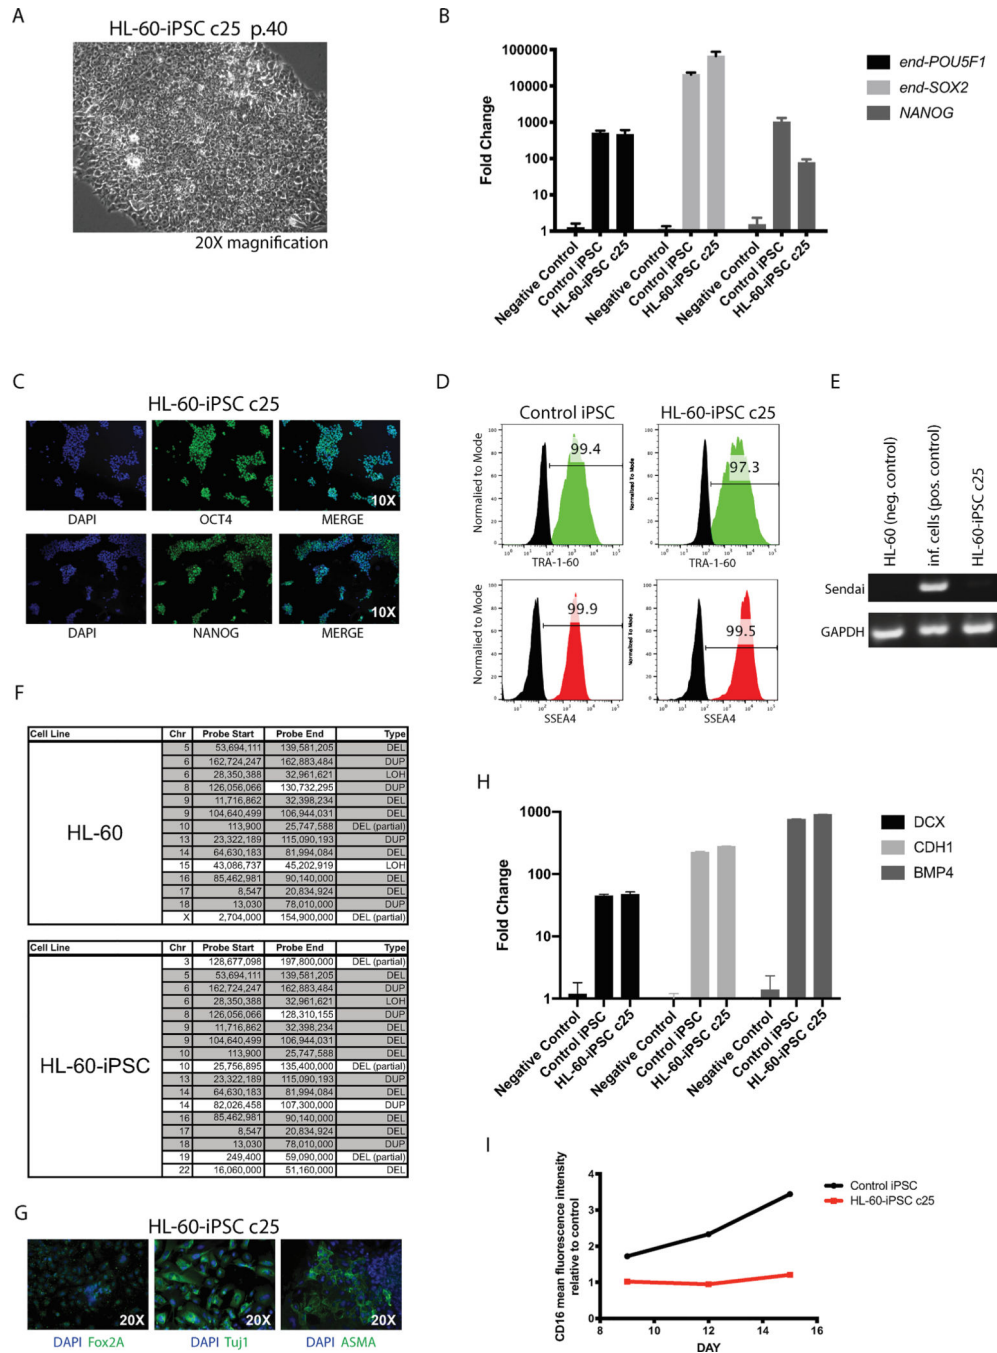 A
HL-60-iPSC c25 p.40
20X magnification
B
Fold Change
100000
10000
1000
100
10
1
Negative Control
Control iPSC
HL-60-iPSC c25
Negative Control
Control iPSC
HL-60-iPSC c25
Negative Control
Control iPSC
HL-60-iPSC c25
end-POU5F1
end-SOX2
NANOG
C
HL-60-iPSC c25
10X
DAPI OCT4 MERGE
10X
DAPI NANOG MERGE
D
Control iPSC HL-60-iPSC c25
Normalied to Mode
99.4
TRA-1-60
Normalied to Mode
97.3
TRA-1-60
Normalied to Mode
99.9
SSEA4
Normalied to Mode
99.5
SSEA4
E
HL-60 (neg. control)
inf. cells (pos. control)
HL-60-iPSC c25
Sendai
GAPDH
F
Cell Line Chr Probe Start Probe End Type
HL-60
5 53,694,111 139,581,205 DEL
6 162,724,247 162,883,484 DUP
6 28,350,388 32,961,621 LOH
8 126,056,066 130,732,295 DUP
9 11,716,862 32,398,234 DEL
9 104,640,499 106,944,031 DEL
10 113,900 25,747,588 DEL (partial)
13 23,322,189 115,090,193 DUP
14 64,630,183 81,994,084 DEL
15 43,086,737 45,202,919 LOH
16 85,462,981 90,140,000 DEL
17 8,547 20,834,924 DEL
18 13,030 78,010,000 DUP
X 2,704,000 154,900,000 DEL (partial)
Cell Line Chr Probe Start Probe End Type
HL-60-iPSC
3 128,677,098 197,800,000 DEL (partial)
5 53,694,111 139,581,205 DEL
6 162,724,247 162,883,484 DUP
6 28,350,388 32,961,621 LOH
8 126,056,066 128,310,155 DUP
9 11,716,862 32,398,234 DEL
9 104,640,499 106,944,031 DEL
10 113,900 25,747,588 DEL
10 25,756,895 135,400,000 DEL (partial)
13 23,322,189 115,090,193 DUP
14 64,630,183 81,994,084 DEL
14 82,026,458 107,300,000 DUP
16 85,462,981 90,140,000 DEL
17 8,547 20,834,924 DEL
18 13,030 78,010,000 DUP
19 249,400 59,090,000 DEL (partial)
22 16,060,000 51,160,000 DEL
G
HL-60-iPSC c25
20X 20X 20X
DAPI Fox2A DAPI Tuj1 DAPI ASMA
H
Fold Change
1000
100
10
1
Negative Control
Control iPSC
HL-60-iPSC c25
Negative Control
Control iPSC
HL-60-iPSC c25
Negative Control
Control iPSC
HL-60-iPSC c25
DCX
CDH1
BMP4
I
CD16 mean fluorescence intensity
relative to control
4
3
2
1
0
8 10 12 14 16
DAY
Control iPSC
HL-60-iPSC c25